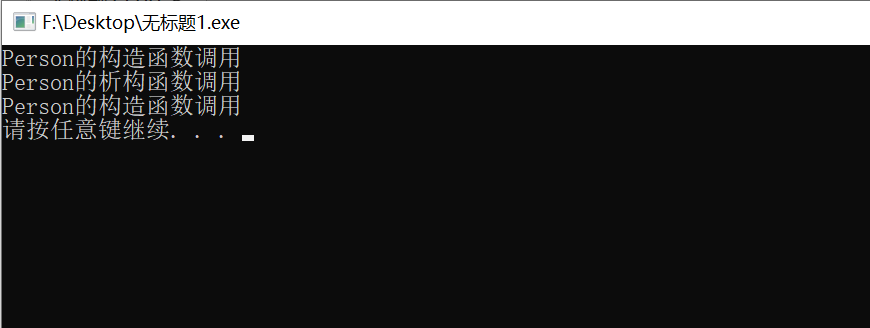 F:\Desktop\无标题1.exe
Person的构造函数调用
Person的析构函数调用
Person的构造函数调用
请按任意键继续. . .